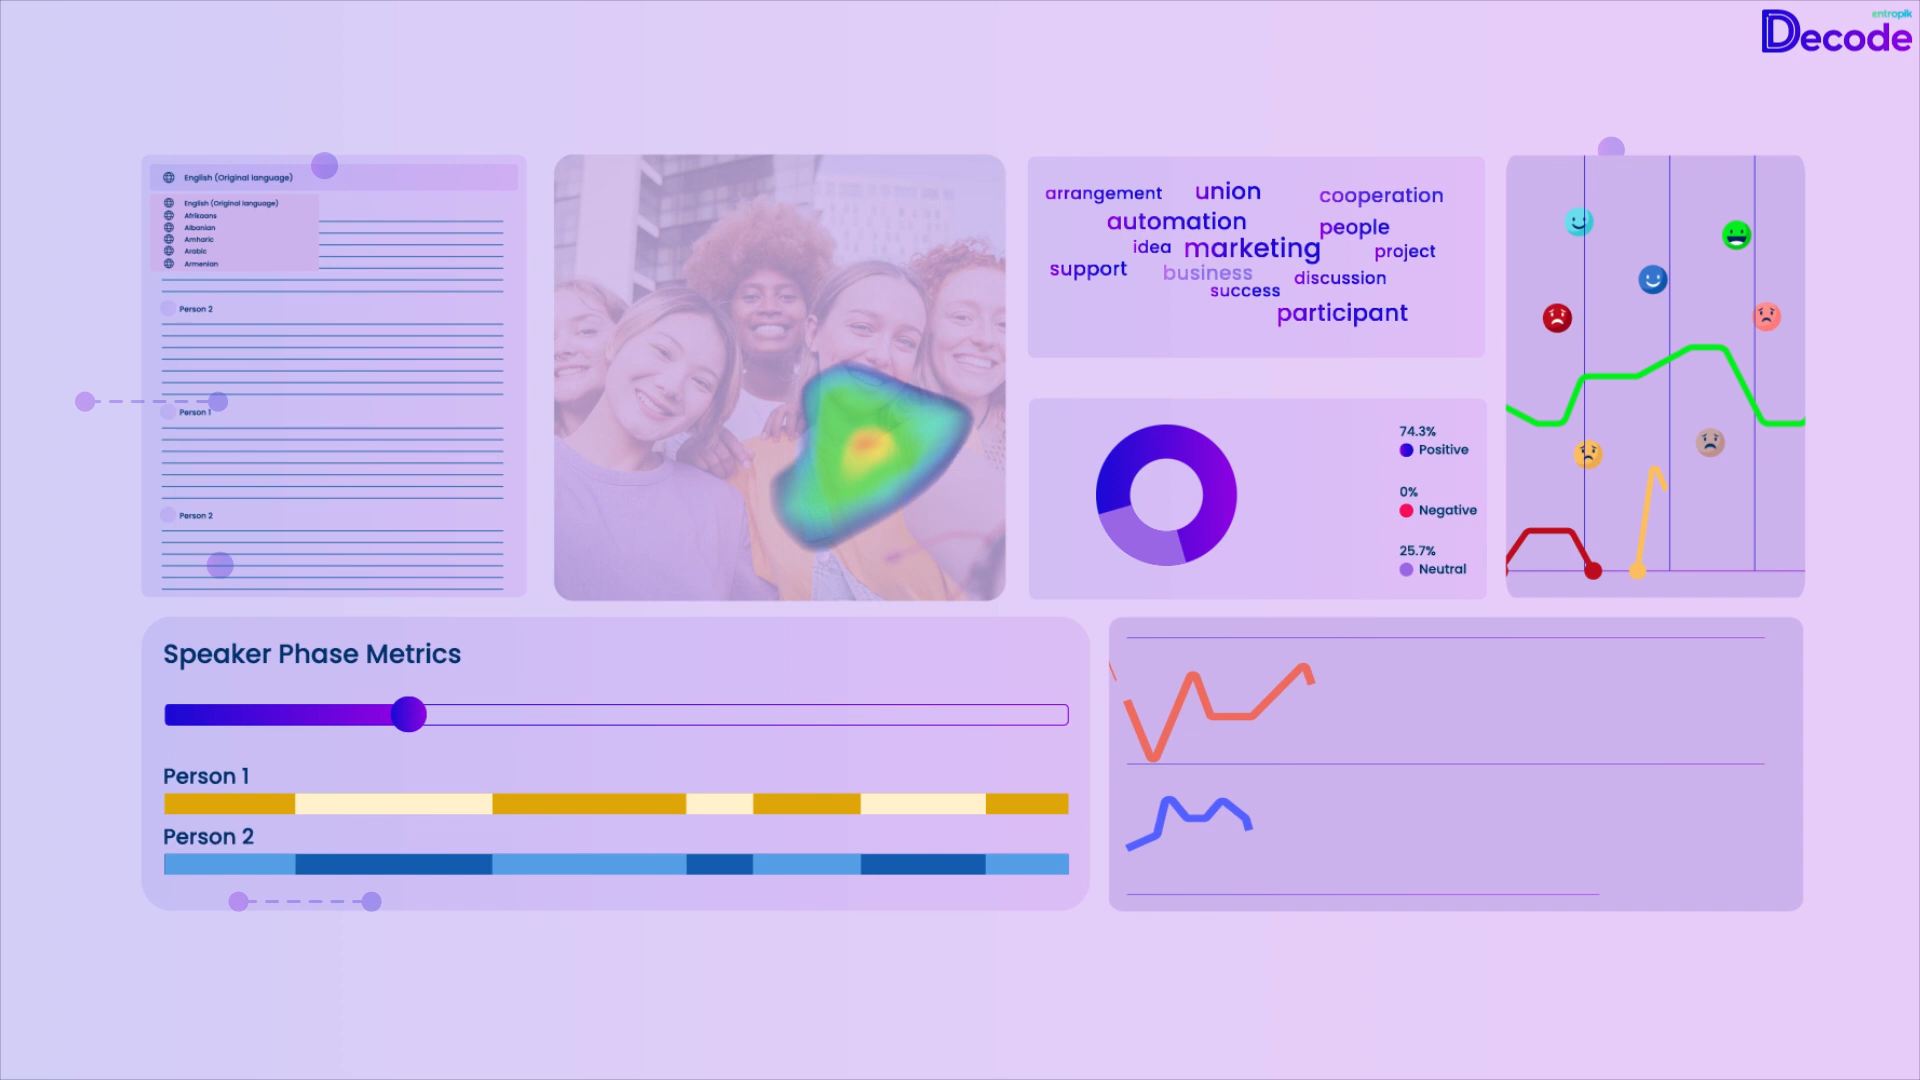 entropik
Decode
English (Original language)
English (Original language)
Afrikaans
Albanian
Amharic
Arabic
Armenian
Person 2
Person 1
Person 2
arrangement union cooperation
automation people
idea marketing project
support business discussion
success
participant
74.3%
Positive
0%
Negative
25.7%
Neutral
Speaker Phase Metrics
Person 1
Person 2